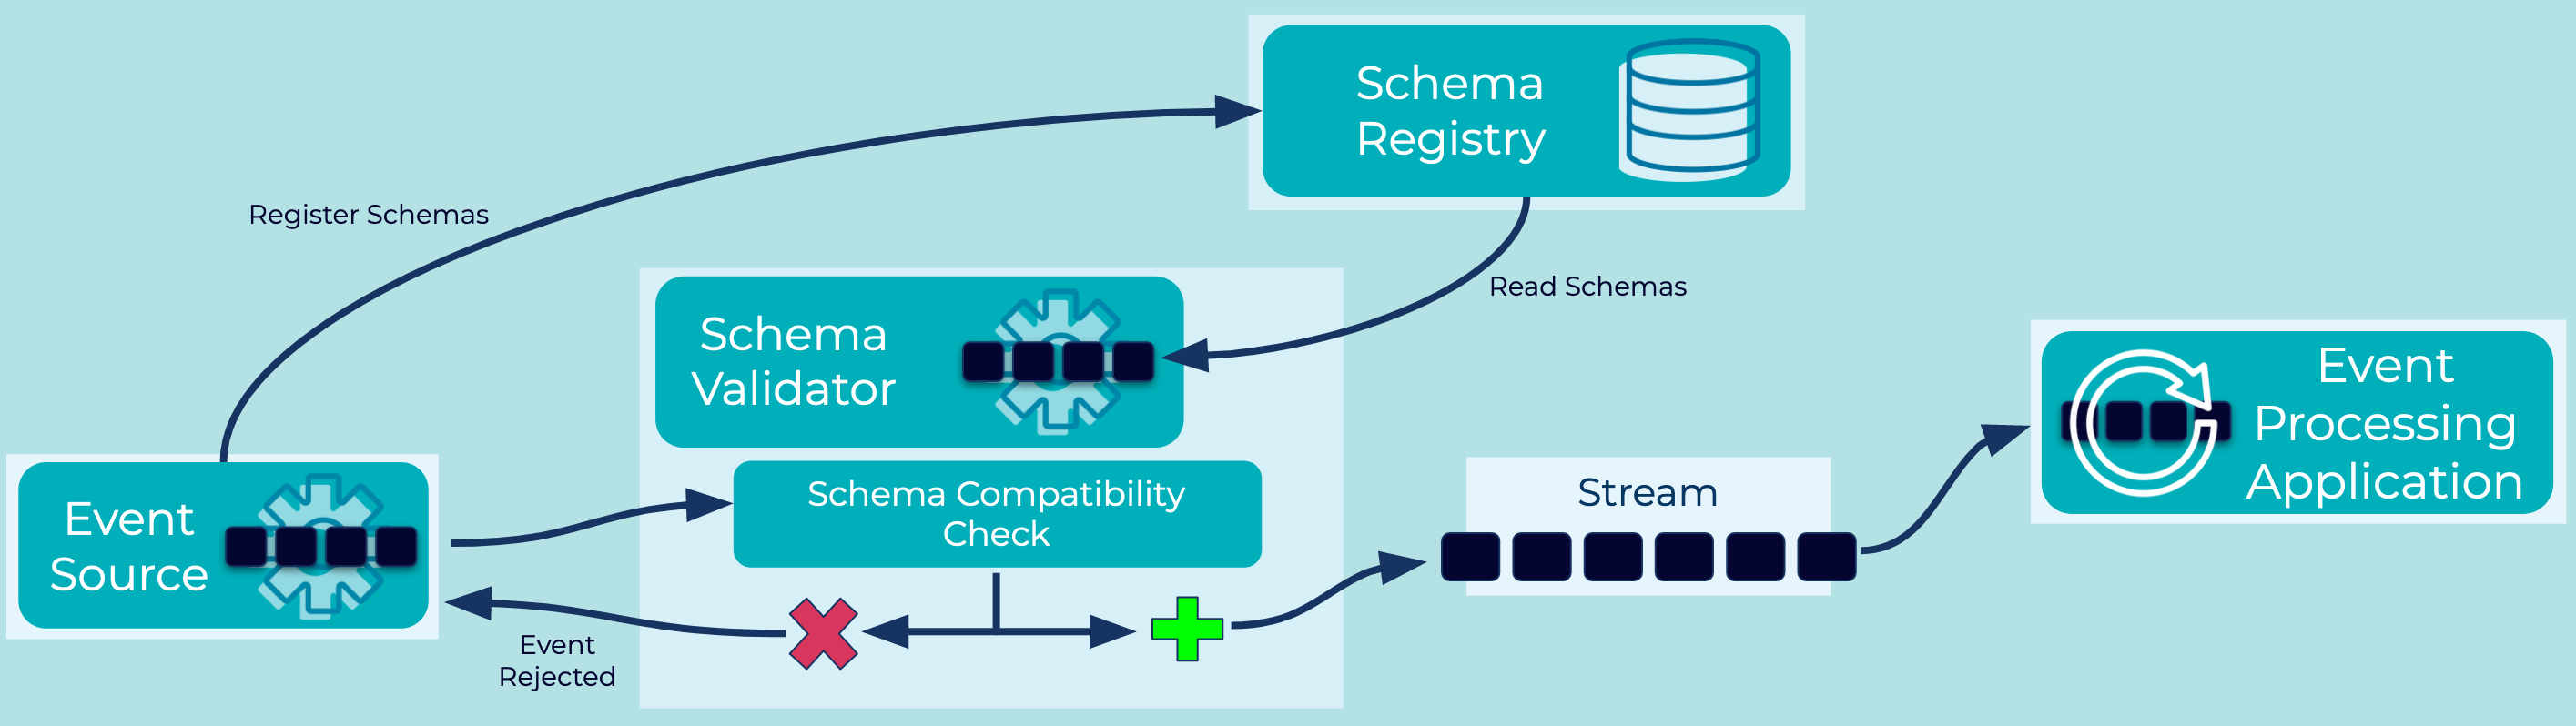 Schema
Registry
Register Schemas
Read Schemas
Schema
Validator
Event
Processing
Application
Schema Compatibility
Check
Stream
Event
Source
Event
Rejected